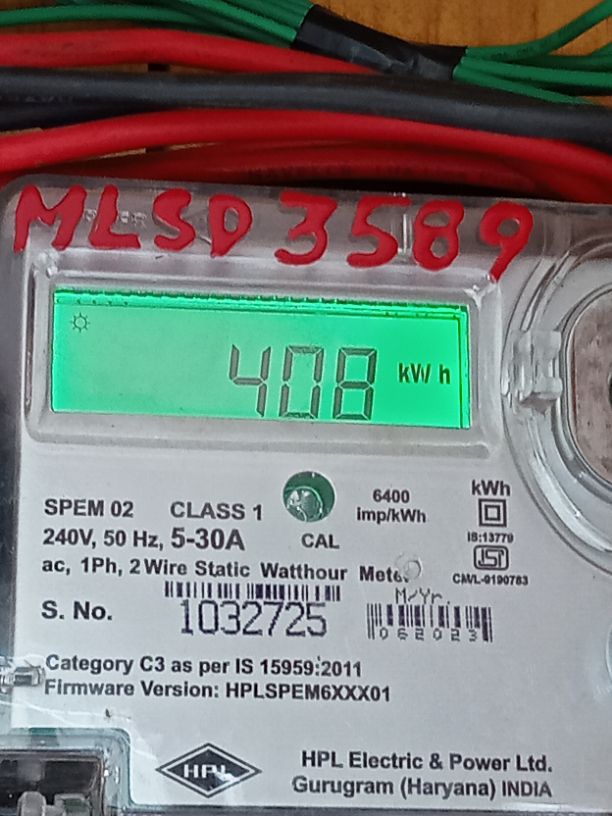 MLSD 3589
408 kWh
SPEM 02 CLASS 1 6400 imp/kWh kWh
240V, 50 Hz, 5-30A CAL IS:13779
ac, 1Ph, 2 Wire Static Watthour Meter
CM/L-9190783
M/Yr.
S. No. 1032725 062023
Category C3 as per IS 15959:2011
Firmware Version: HPLSPEM6XXX01
HPL
HPL Electric & Power Ltd.
Gurugram (Haryana) INDIA